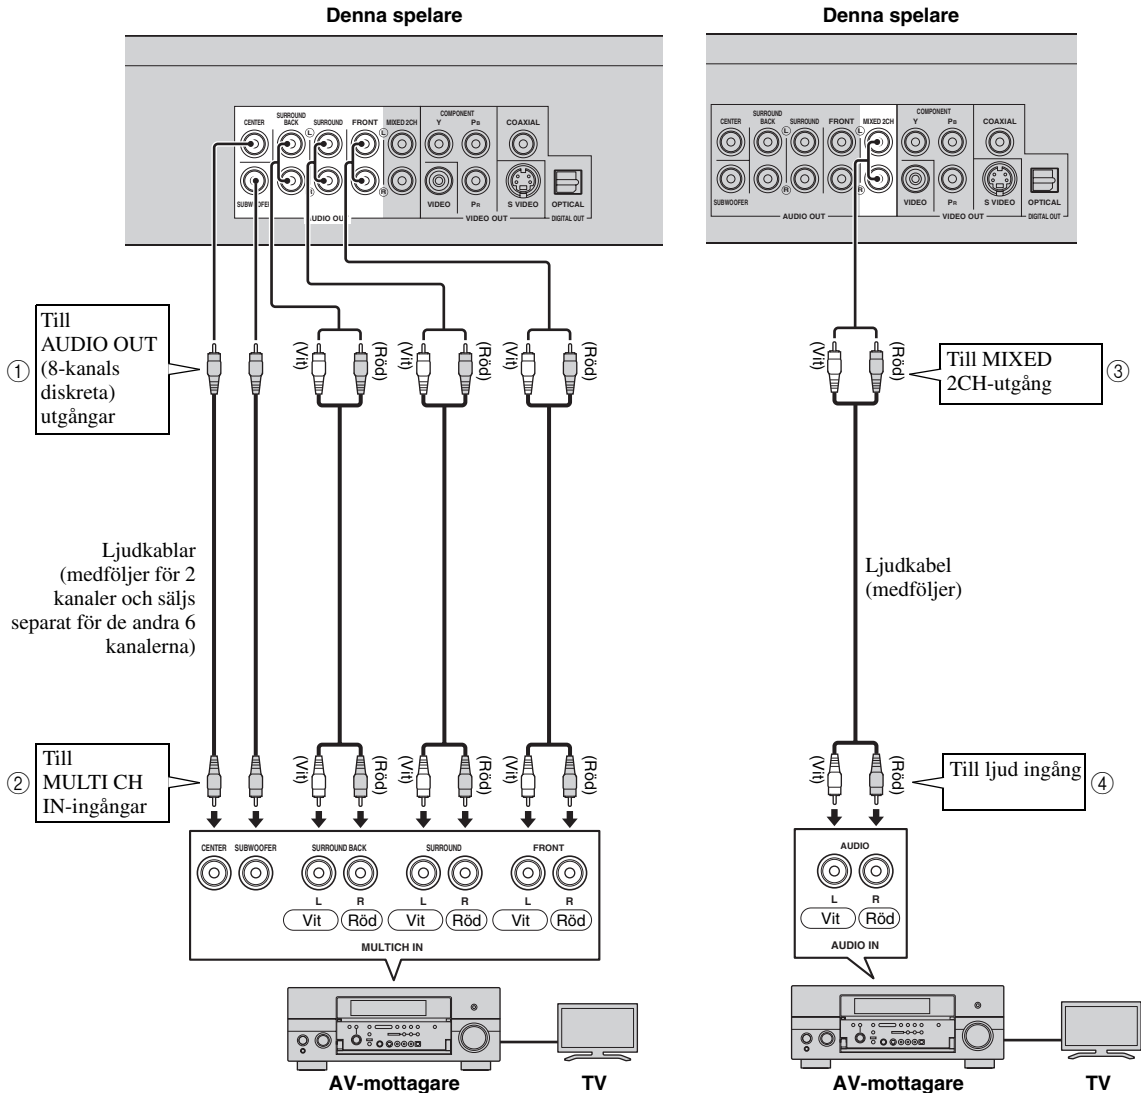 Denna spelare
CENTER
SURROUND
BACK
L
SURROUND
FRONT
L
MIXED 2CH
COMPONENT
Y
PB
COAXIAL
SUBWOOFER
R
R
VIDEO
PR
S VIDEO
OPTICAL
AUDIO OUT
VIDEO OUT
DIGITAL OUT
①
Till
AUDIO OUT
(8-kanals
diskreta)
utgångar
(Vit)
(Röd)
(Vit)
(Röd)
(Vit)
(Röd)
Ljudkablar
(medföljer för 2
kanaler och säljs
separat för de andra 6
kanalerna)
②
Till
MULTI CH
IN-ingångar
(Vit)
(Röd)
(Vit)
(Röd)
(Vit)
(Röd)
CENTER
SUBWOOFER
SURROUND BACK
SURROUND
FRONT
L R L R L R
Vit Röd Vit Röd Vit Röd
MULTICH IN
AV-mottagare
TV
Denna spelare
CENTER
SURROUND
BACK
L
SURROUND
FRONT
L
MIXED 2CH
COMPONENT
Y
PB
COAXIAL
SUBWOOFER
R
R
VIDEO
PR
S VIDEO
OPTICAL
AUDIO OUT
VIDEO OUT
DIGITAL OUT
(Vit)
(Röd)
Till MIXED
2CH-utgång
③
Ljudkabel
(medföljer)
(Vit)
(Röd)
Till ljud ingång
④
AUDIO
L R
Vit Röd
AUDIO IN
AV-mottagare
TV